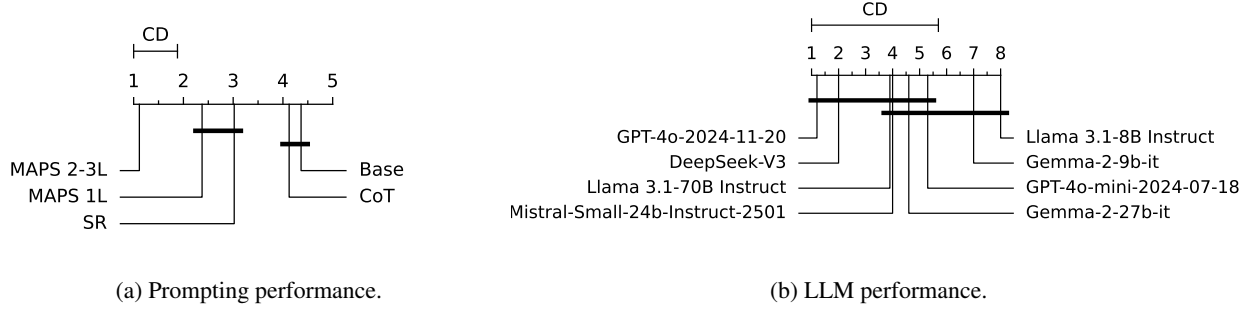 CD
1 2 3 4 5
MAPS 2-3L
MAPS 1L
SR
Base
CoT
(a) Prompting performance.
CD
1 2 3 4 5 6 7 8
GPT-4o-2024-11-20
DeepSeek-V3
Llama 3.1-70B Instruct
Mistral-Small-24b-Instruct-2501
Llama 3.1-8B Instruct
Gemma-2-9b-it
GPT-4o-mini-2024-07-18
Gemma-2-27b-it
(b) LLM performance.